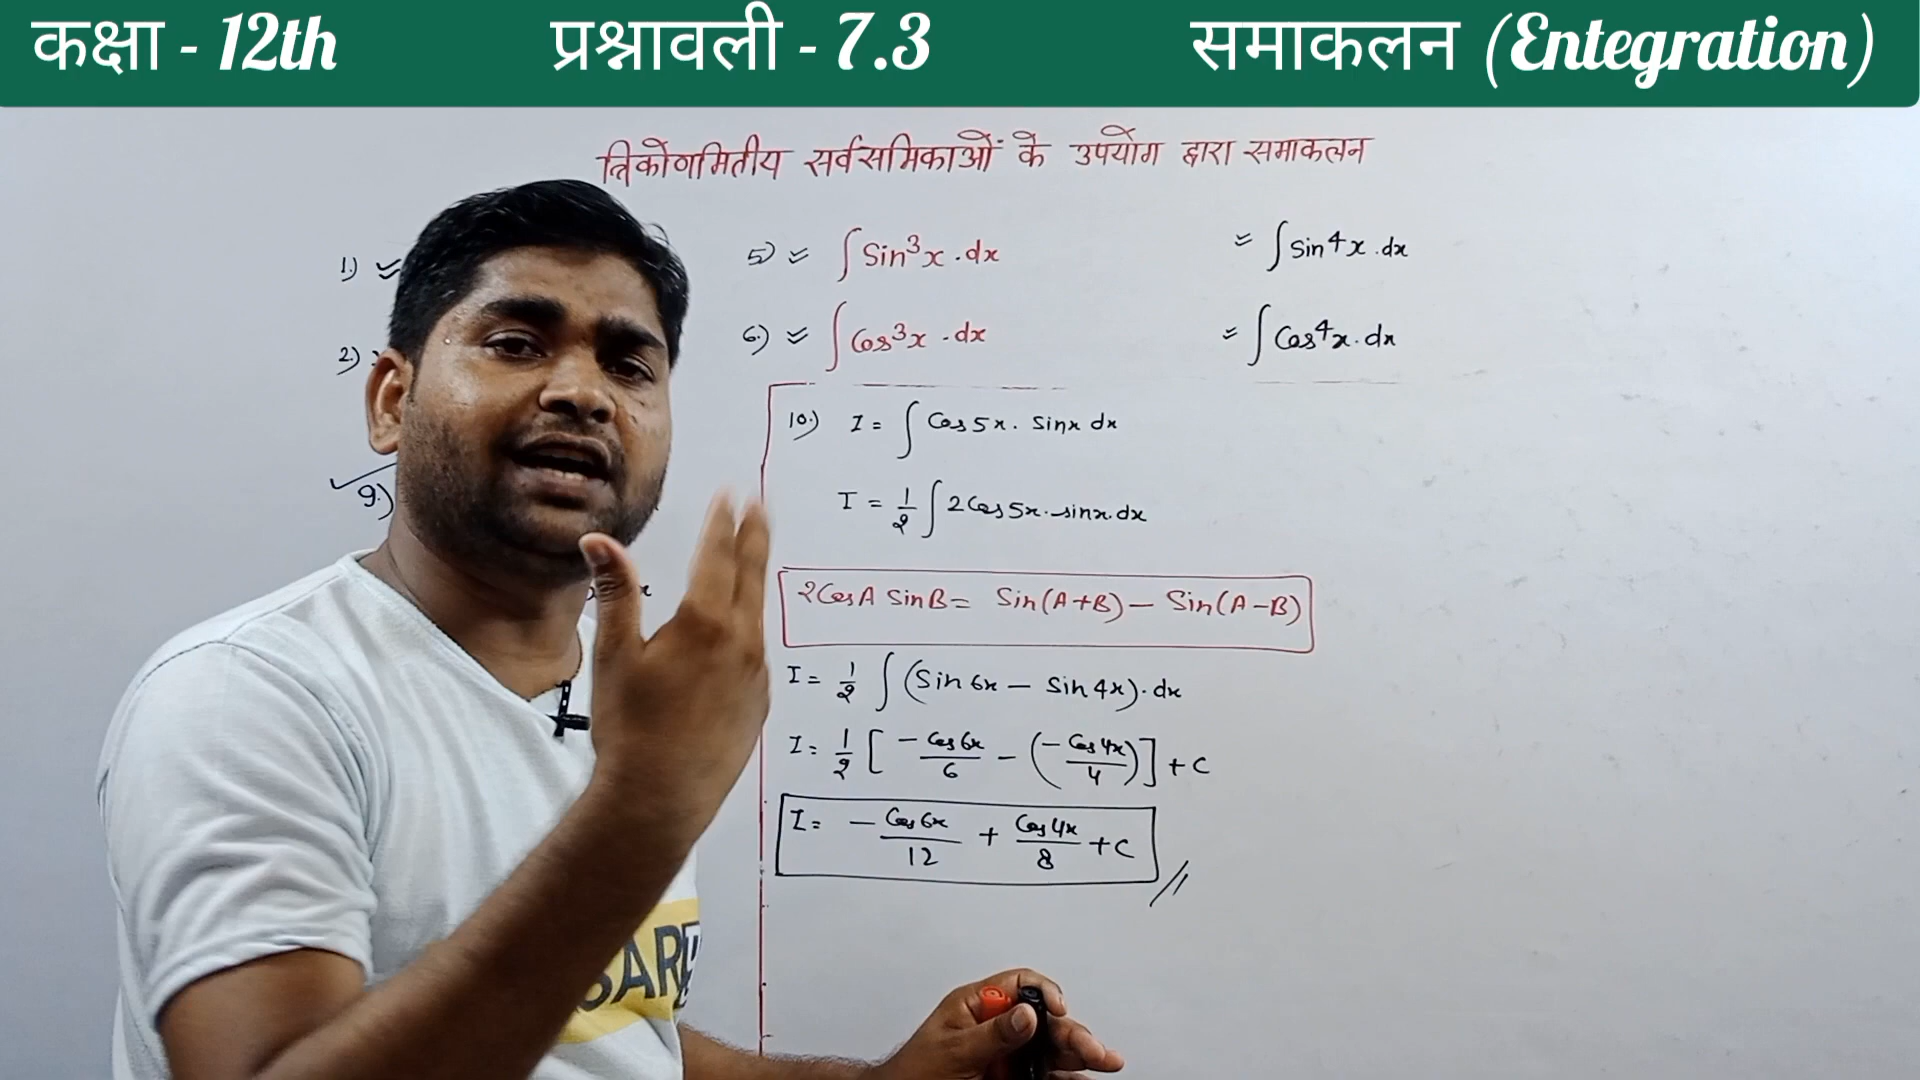 कक्षा - 12th प्रश्नावली - 7.3 समाकलन (Entegration)
त्रिकोणमितीय सर्वसमिकाओं के उपयोग द्वारा समाकलन
1.)
2.)
9.)
x
5) = ∫ Sin³x . dx
6.) = ∫ Cos³x . dx
= ∫ Sin⁴x . dx
= ∫ Cos⁴x . dx
10.) I = ∫ Cos5x . Sinx dx
I = 1/2 ∫ 2Cos5x . sinx . dx
2CosA SinB = Sin(A+B) – Sin(A–B)
I = 1/2 ∫ (Sin6x – Sin4x) . dx
I = 1/2 [ –Cos6x/6 – (–Cos4x/4) ] + C
I = –Cos6x/12 + Cos4x/8 + C
SAR